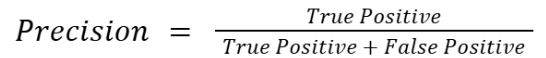 Precision = True Positive / True Positive + False Positive